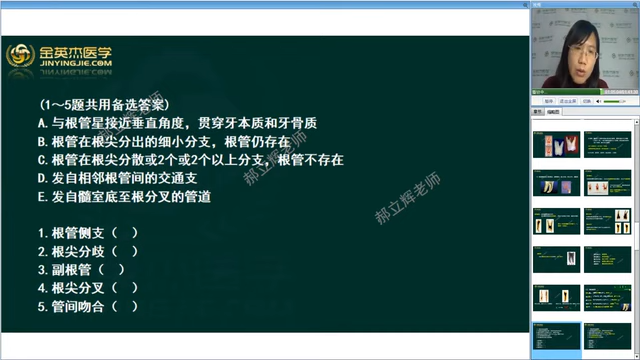 金英杰医学
JINYINGJIE.COM
(1～5题共用备选答案)
A.与根管呈接近垂直角度，贯穿牙本质和牙骨质
B.根管在根尖分出的细小分支，根管仍存在
C.根管在根尖分散或2个或2个以上分支，根管不存在
D.发自相邻根管间的交通支
E.发自髓室底至根分叉的管道
1.根管侧支（ ）
2.根尖分歧（ ）
3.副根管（ ）
4.根尖分叉（ ）
5.管间吻合（ ）
郝立辉老师
郝立辉老师
郝立辉老师